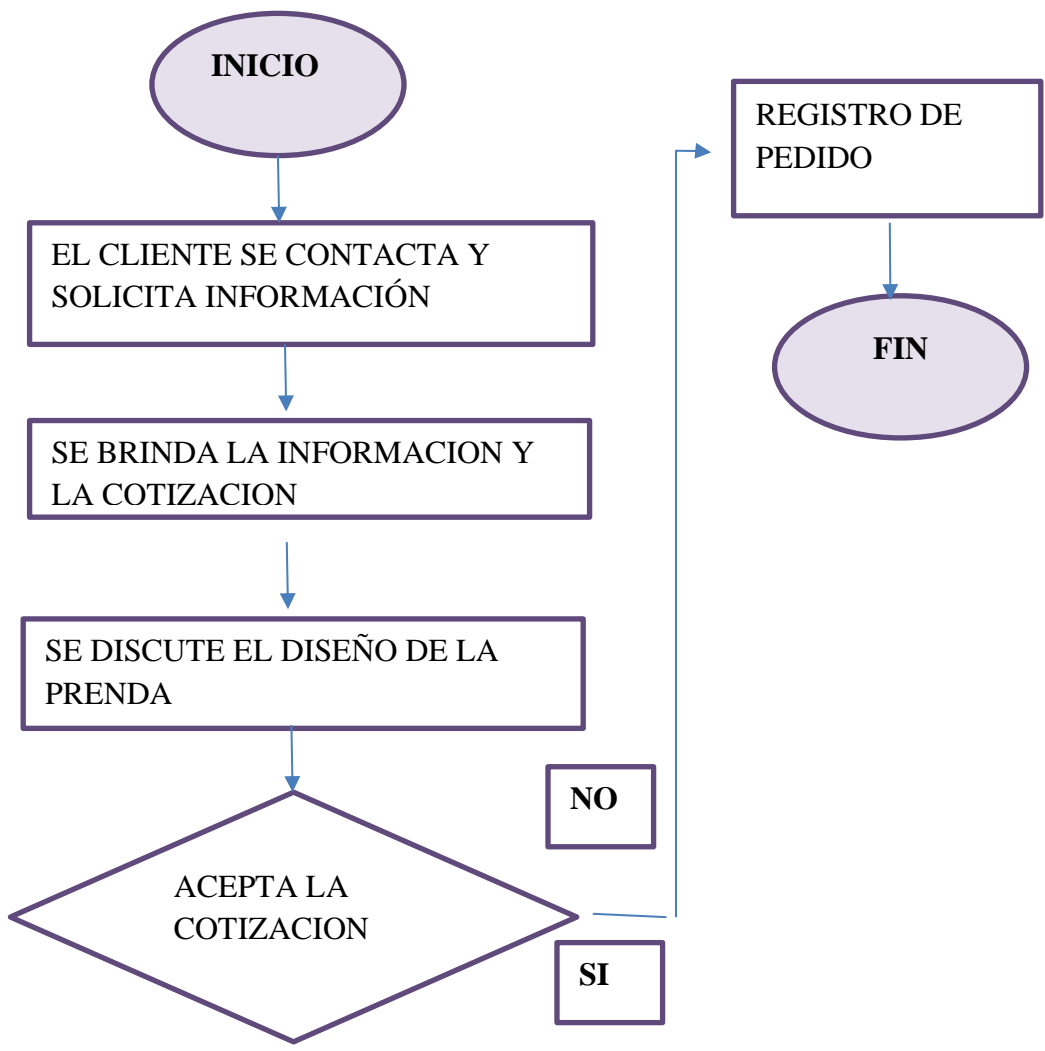 INICIO
EL CLIENTE SE CONTACTA Y
SOLICITA INFORMACIÓN
SE BRINDA LA INFORMACION Y
LA COTIZACION
SE DISCUTE EL DISEÑO DE LA
PRENDA
ACEPTA LA
COTIZACION
NO
SI
REGISTRO DE
PEDIDO
FIN